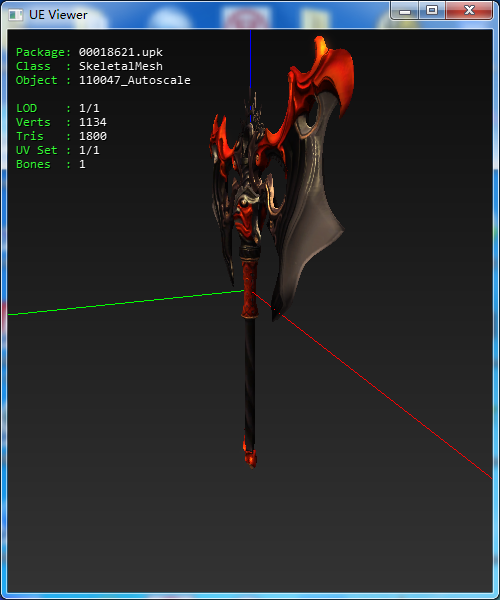 UE Viewer
Package: 00018621.upk
Class : SkeletalMesh
Object : 110047_Autoscale
LOD : 1/1
Verts : 1134
Tris : 1800
UV Set : 1/1
Bones : 1